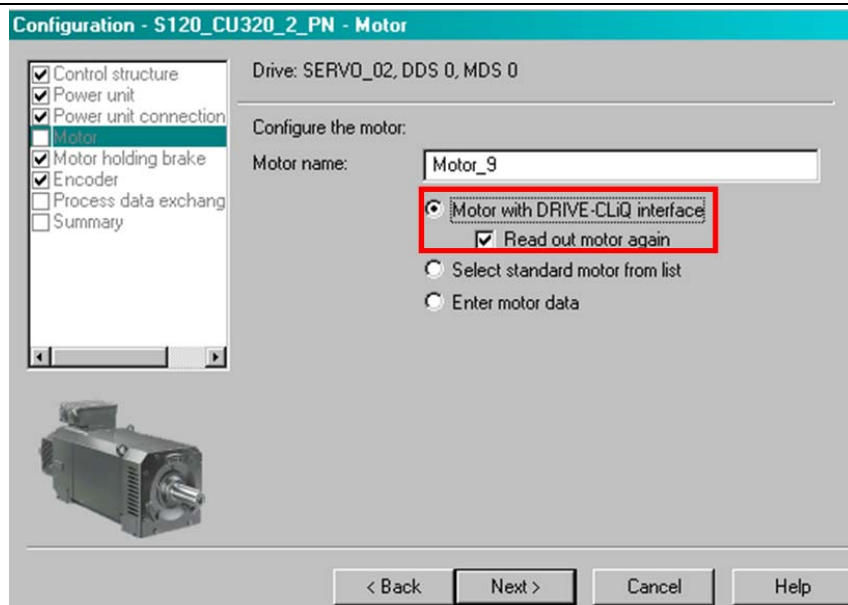 Configuration - S120_CU320_2_PN - Motor
Control structure
Power unit
Power unit connection
Motor
Motor holding brake
Encoder
Process data exchang
Summary
Drive: SERVO_02, DDS 0, MDS 0
Configure the motor:
Motor name: Motor_9
Motor with DRIVE-CLiQ interface
Read out motor again
Select standard motor from list
Enter motor data
< Back Next > Cancel Help